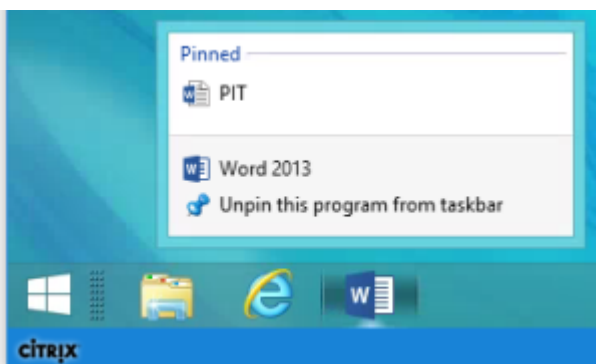 Pinned
PIT
Word 2013
Unpin this program from taskbar
CITRIX